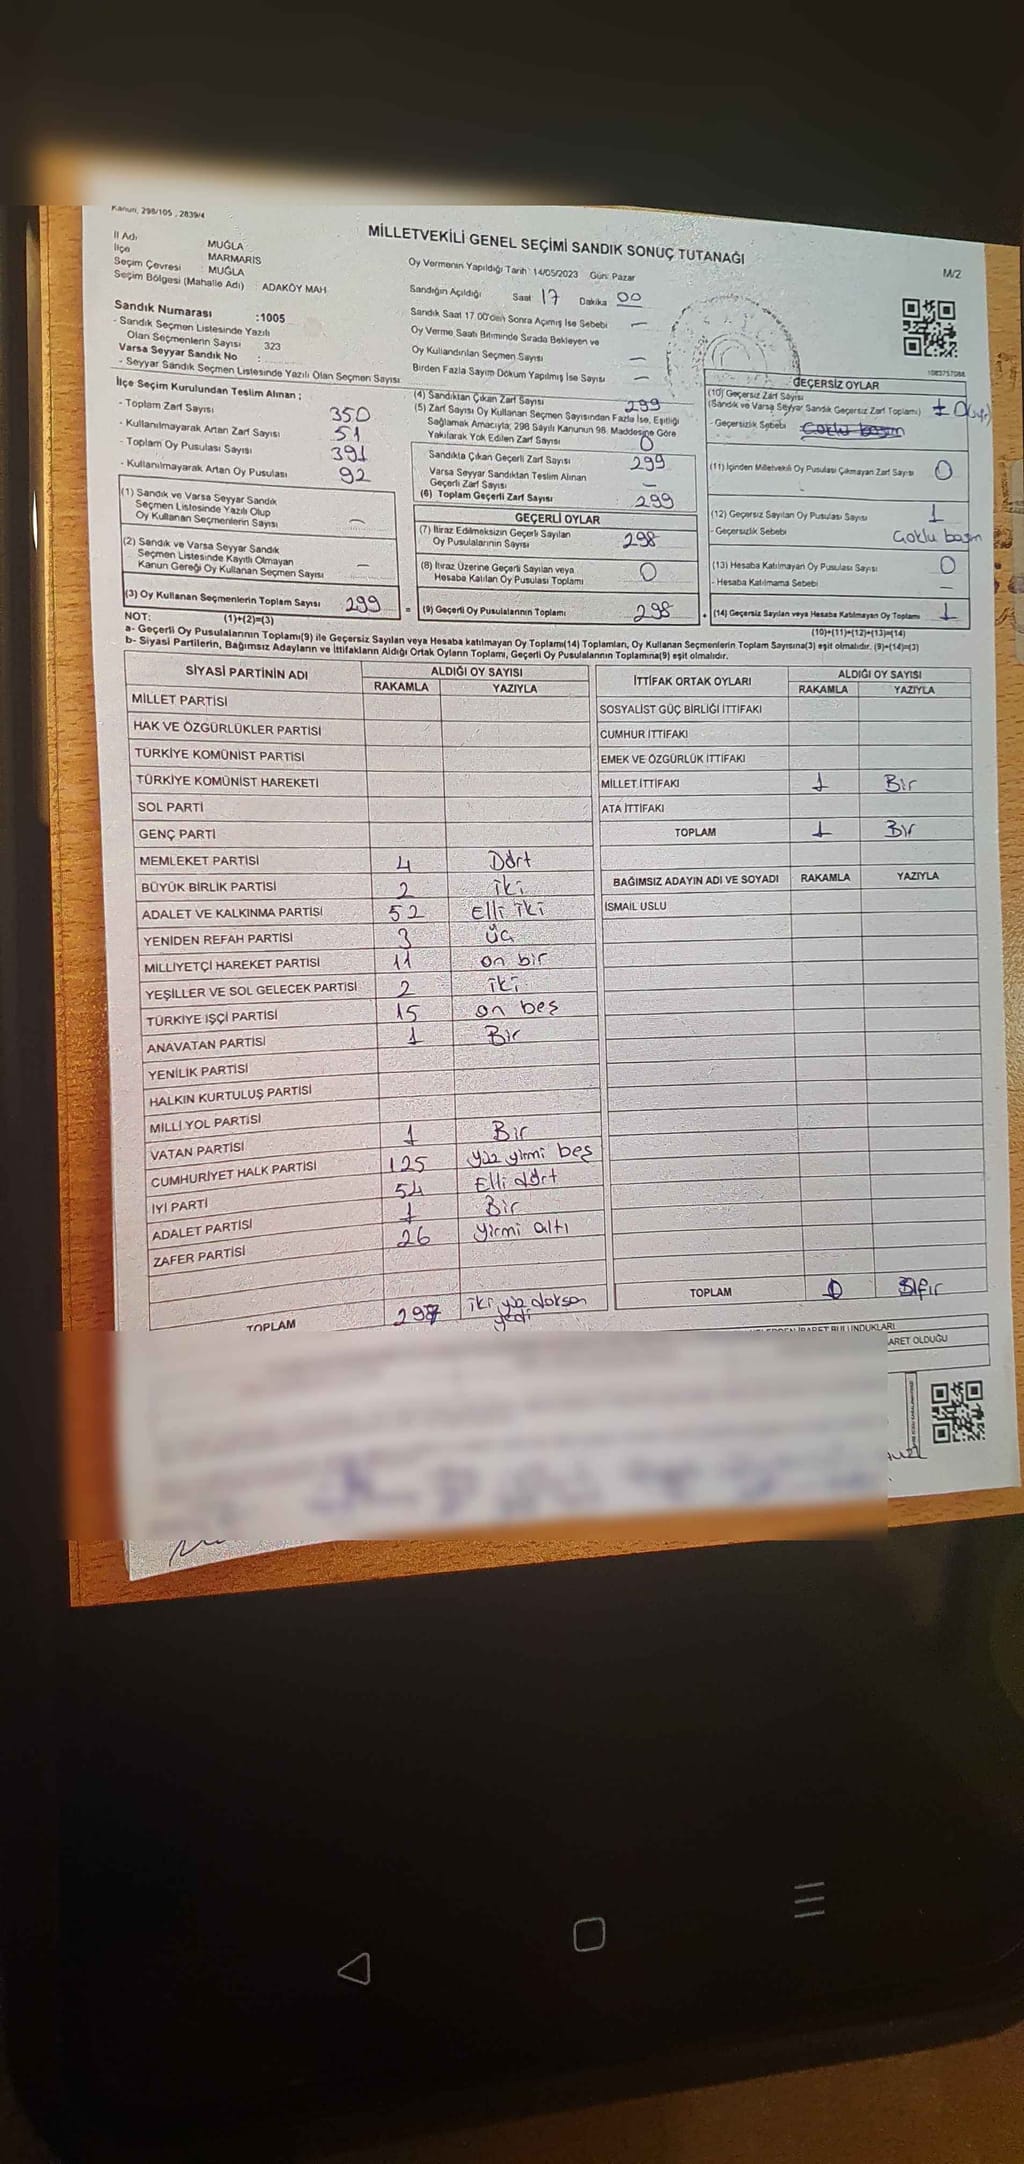 Kanun, 298/105 , 2839/4
MİLLETVEKİLİ GENEL SEÇİMİ SANDIK SONUÇ TUTANAĞI
M/2
İl Adı MUĞLA
İlçe MARMARİS
Seçim Çevresi : MUĞLA
Seçim Bölgesi (Mahalle Adı) : ADAKÖY MAH.
Oy Vermenin Yapıldığı Tarih : 14/05/2023 Gün: Pazar
Sandığın Açıldığı Saat 17 Dakika 00
Sandık Saat 17.00'den Sonra Açımış İse Sebebi —
Oy Verme Saati Bitiminde Sırada Bekleyen ve
Oy Kullandırılan Seçmen Sayısı —
Birden Fazla Sayım Döküm Yapılmış İse Sayısı —
Sandık Numarası :1005
- Sandık Seçmen Listesinde Yazılı
Olan Seçmenlerin Sayısı 323
Varsa Seyyar Sandık No :
- Seyyar Sandık Seçmen Listesinde Yazılı Olan Seçmen Sayısı
1083757088
İlçe Seçim Kurulundan Teslim Alınan ;
- Toplam Zarf Sayısı 350
- Kullanılmayarak Artan Zarf Sayısı 51
- Toplam Oy Pusulası Sayısı 391
- Kullanılmayarak Artan Oy Pusulası 92
(1) Sandık ve Varsa Seyyar Sandık
Seçmen Listesinde Yazılı Olup
Oy Kullanan Seçmenlerin Sayısı —
(2) Sandık ve Varsa Seyyar Sandık
Seçmen Listesinde Kayıtlı Olmayan
Kanun Gereği Oy Kullanan Seçmen Sayısı —
(3) Oy Kullanan Seçmenlerin Toplam Sayısı 299
(1)+(2)=(3)
(4) Sandıktan Çıkan Zarf Sayısı 299
(5) Zarf Sayısı Oy Kullanan Seçmen Sayısından Fazla İse, Eşitliği
Sağlamak Amacıyla; 298 Sayılı Kanunun 98. Maddesine Göre
Yakılarak Yok Edilen Zarf Sayısı 0
Sandıkta Çıkan Geçerli Zarf Sayısı 299
Varsa Seyyar Sandıktan Teslim Alınan
Geçerli Zarf Sayısı —
(6) Toplam Geçerli Zarf Sayısı 299
GEÇERLİ OYLAR
(7) İtiraz Edilmeksizin Geçerli Sayılan
Oy Pusulalarının Sayısı 298
(8) İtiraz Üzerine Geçerli Sayılan veya
Hesaba Katılan Oy Pusulası Toplamı 0
= (9) Geçerli Oy Pusulalarının Toplamı 298
GEÇERSİZ OYLAR
(10) Geçersiz Zarf Sayısı
(Sandık ve Varsa Seyyar Sandık Geçersiz Zarf Toplamı) 0
- Geçersizlik Sebebi Çoklu basım
(11) İçinden Milletvekili Oy Pusulası Çıkmayan Zarf Sayısı 0
(12) Geçersiz Sayılan Oy Pusulası Sayısı 1
- Geçersizlik Sebebi Çoklu basım
(13) Hesaba Katılmayan Oy Pusulası Sayısı 0
- Hesaba Katılmama Sebebi
+ (14) Geçersiz Sayılan veya Hesaba Katılmayan Oy Toplamı 1
(10)+(11)+(12)+(13)=(14)
NOT:
a- Geçerli Oy Pusulalarının Toplamı(9) ile Geçersiz Sayılan veya Hesaba katılmayan Oy Toplamı(14) Toplamları, Oy Kullanan Seçmenlerin Toplam Sayısına(3) eşit olmalıdır. (9)+(14)=(3)
b- Siyasi Partilerin, Bağımsız Adayların ve İttifakların Aldığı Ortak Oyların Toplamı, Geçerli Oy Pusulalarının Toplamına(9) eşit olmalıdır.
SİYASİ PARTİNİN ADI ALDIĞI OY SAYISI
RAKAMLA YAZIYLA
MİLLET PARTİSİ
HAK VE ÖZGÜRLÜKLER PARTİSİ
TÜRKİYE KOMÜNİST PARTİSİ
TÜRKİYE KOMÜNİST HAREKETİ
SOL PARTİ
GENÇ PARTİ
MEMLEKET PARTİSİ 4 Dört
BÜYÜK BİRLİK PARTİSİ 2 iki
ADALET VE KALKINMA PARTİSİ 52 Elli iki
YENİDEN REFAH PARTİSİ 3 üç
MİLLİYETÇİ HAREKET PARTİSİ 11 on bir
YEŞİLLER VE SOL GELECEK PARTİSİ 2 iki
TÜRKİYE İŞÇİ PARTİSİ 15 on beş
ANAVATAN PARTİSİ 1 Bir
YENİLİK PARTİSİ
HALKIN KURTULUŞ PARTİSİ
MİLLİ YOL PARTİSİ
VATAN PARTİSİ 1 Bir
CUMHURİYET HALK PARTİSİ 125 yüz yirmi beş
İYİ PARTİ 54 Elli dört
ADALET PARTİSİ 1 Bir
ZAFER PARTİSİ 26 yirmi altı
TOPLAM 297 iki yüz doksan
yedi
İTTİFAK ORTAK OYLARI ALDIĞI OY SAYISI
RAKAMLA YAZIYLA
SOSYALİST GÜÇ BİRLİĞİ İTTİFAKI
CUMHUR İTTİFAKI
EMEK VE ÖZGÜRLÜK İTTİFAKI
MİLLET İTTİFAKI 1 Bir
ATA İTTİFAKI
TOPLAM 1 Bir
BAĞIMSIZ ADAYIN ADI VE SOYADI RAKAMLA YAZIYLA
İSMAİL USLU
TOPLAM 0 Sıfır
İBARET BULUNDUKLARI
ARET OLDUĞU